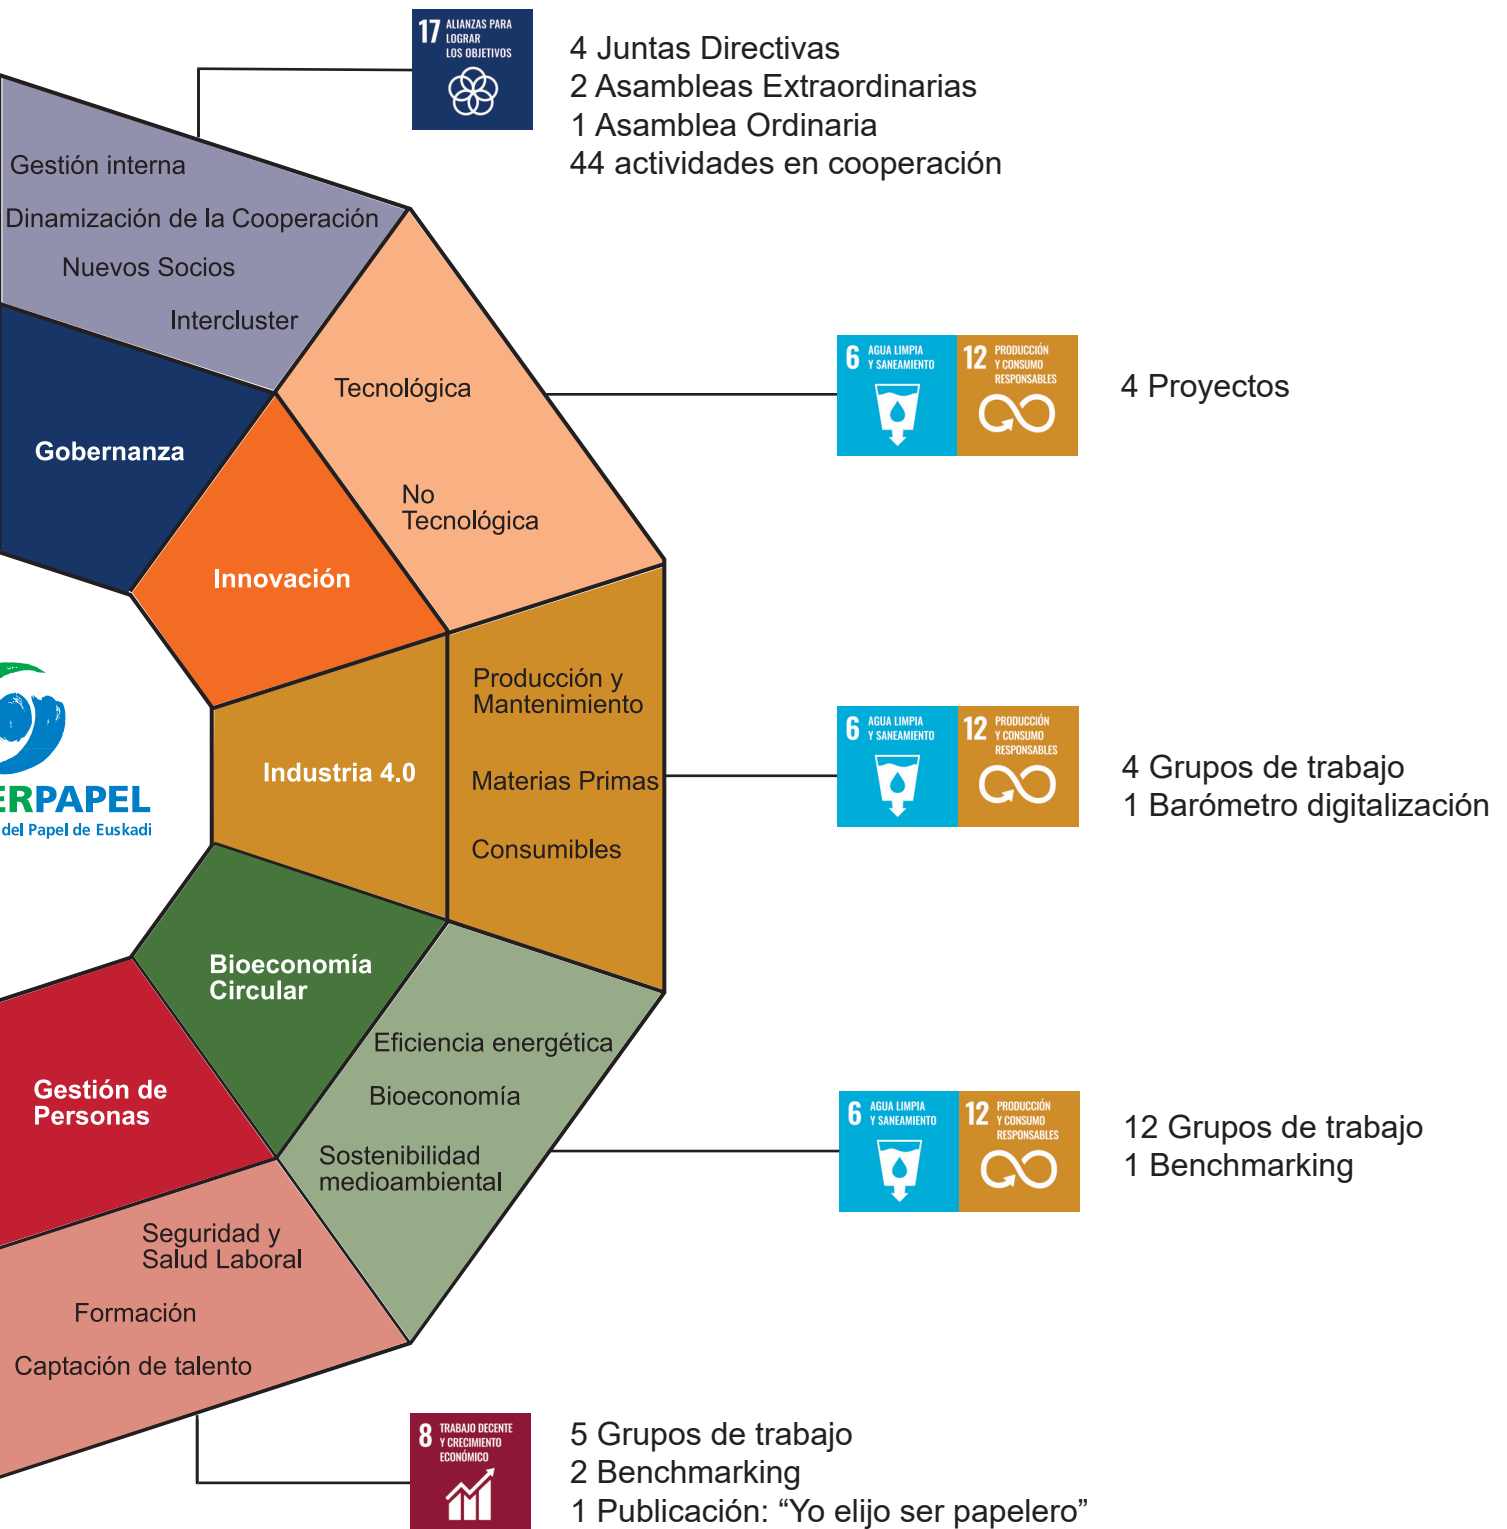 17 ALIANZAS PARA
LOGRAR
LOS OBJETIVOS
4 Juntas Directivas
2 Asambleas Extraordinarias
1 Asamblea Ordinaria
44 actividades en cooperación
Gestión interna
Dinamización de la Cooperación
Nuevos Socios
Intercluster
Gobernanza
Tecnológica
No
Tecnológica
6 AGUA LIMPIA
Y SANEAMIENTO
12 PRODUCCIÓN
Y CONSUMO
RESPONSABLES
4 Proyectos
Innovación
Producción y
Mantenimiento
Materias Primas
Consumibles
Industria 4.0
6 AGUA LIMPIA
Y SANEAMIENTO
12 PRODUCCIÓN
Y CONSUMO
RESPONSABLES
4 Grupos de trabajo
1 Barómetro digitalización
ERPAPEL
del Papel de Euskadi
Bioeconomía
Circular
Eficiencia energética
Bioeconomía
Sostenibilidad
medioambiental
6 AGUA LIMPIA
Y SANEAMIENTO
12 PRODUCCIÓN
Y CONSUMO
RESPONSABLES
12 Grupos de trabajo
1 Benchmarking
Gestión de
Personas
Seguridad y
Salud Laboral
Formación
Captación de talento
8 TRABAJO DECENTE
Y CRECIMIENTO
ECONÓMICO
5 Grupos de trabajo
2 Benchmarking
1 Publicación: “Yo elijo ser papelero”